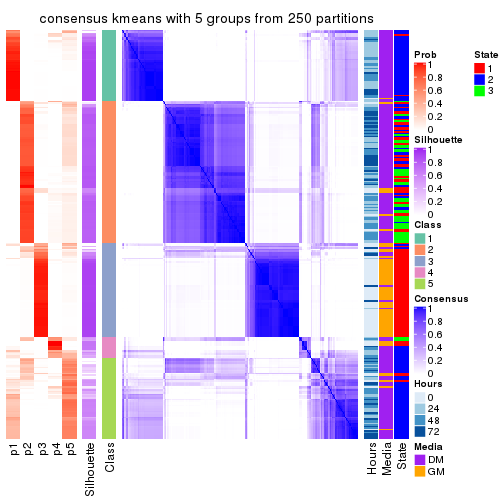 consensus kmeans with 5 groups from 250 partitions
Prob
1
0.8
0.6
0.4
0.2
0
State
1
2
3
Silhouette
1
0.8
0.6
0.4
0.2
0
Class
1
2
3
4
5
Consensus
1
0.8
0.6
0.4
0.2
0
Hours
0
24
48
72
Media
DM
GM
p1
p2
p3
p4
p5
Silhouette
Class
Hours
Media
State